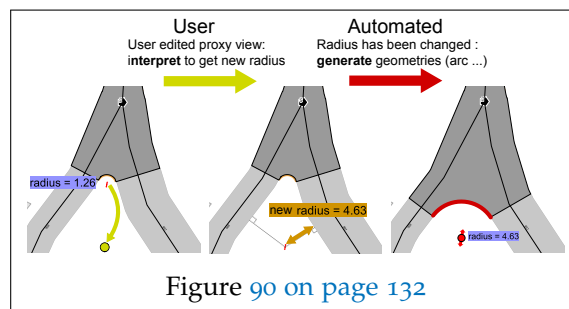 User
User edited proxy view:
interpret to get new radius
Automated
Radius has been changed :
generate geometries (arc ...)
radius = 1.26
new radius = 4.63
radius = 4.63
Figure 90 on page 132